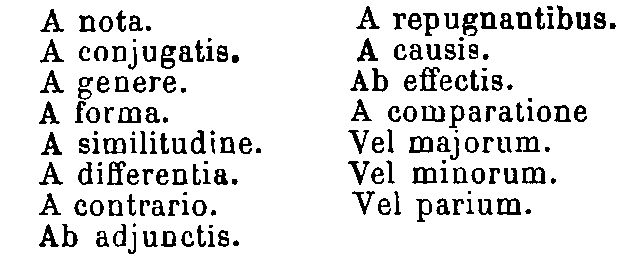 A nota.
A conjugatis.
A genere.
A forma.
A similitudine.
A differentia.
A contrario.
Ab adjunctis.
A repugnantibus.
A causis.
Ab effectis.
A comparatione
Vel majorum.
Vel minorum.
Vel parium.